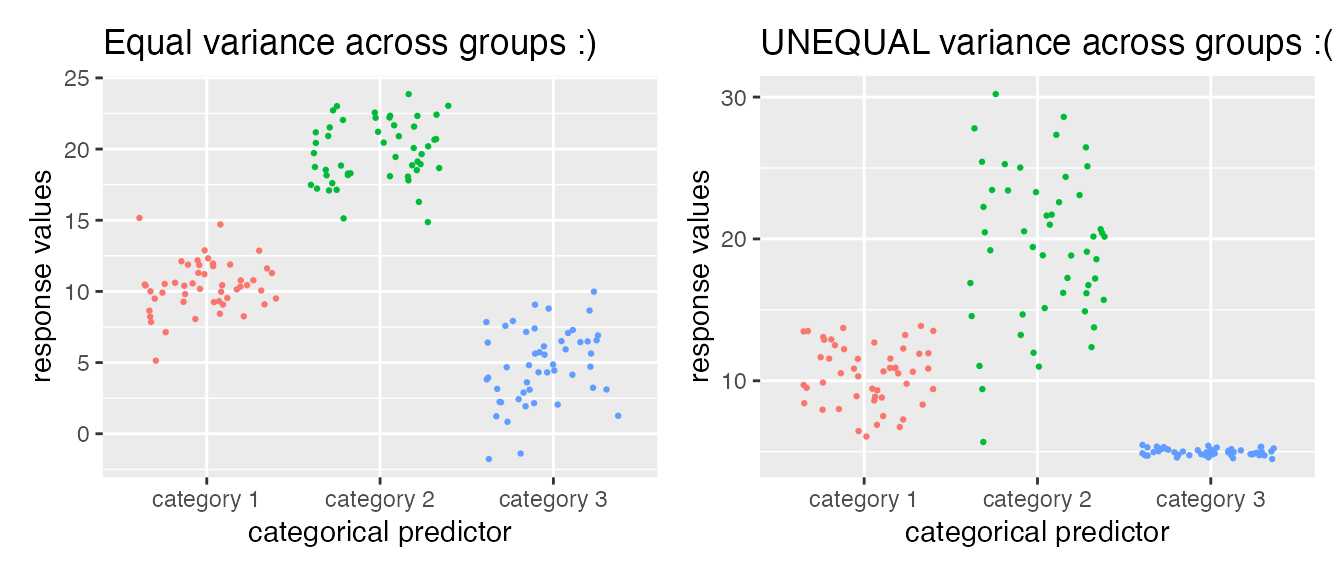 Equal variance across groups :)
25
20
15
10
5
0
response values
category 1
category 2
category 3
categorical predictor
UNEQUAL variance across groups :(
30
20
10
response values
category 1
category 2
category 3
categorical predictor